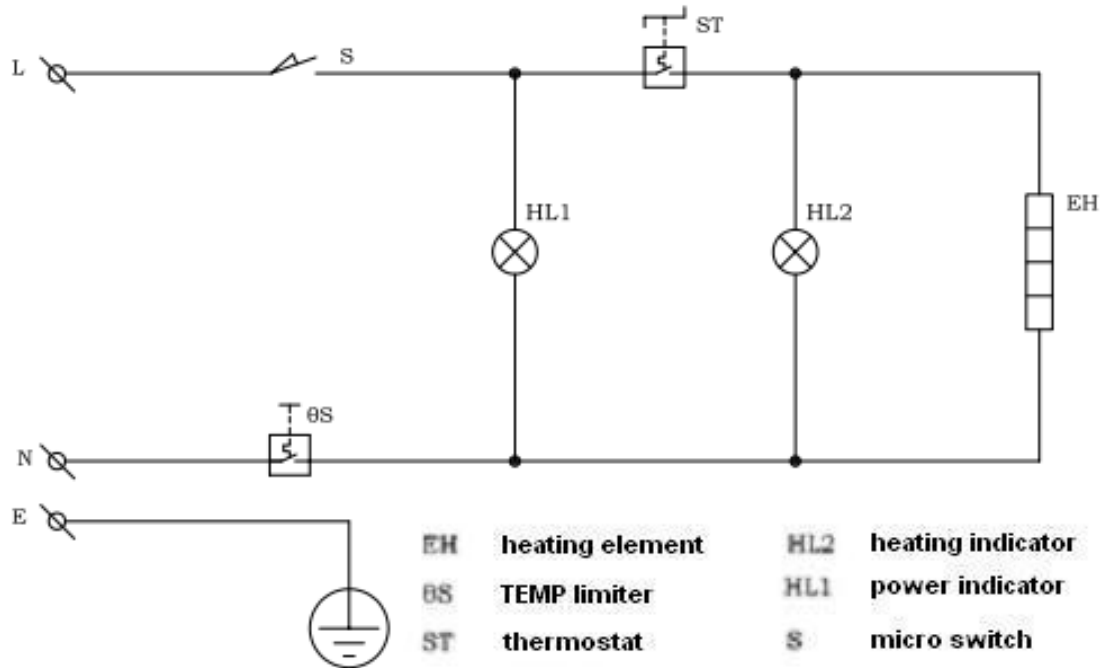 ST
L
S
HL1
HL2
EH
θS
N
E
EH heating element
HL2 heating indicator
θS TEMP limiter
HL1 power indicator
ST thermostat
S micro switch